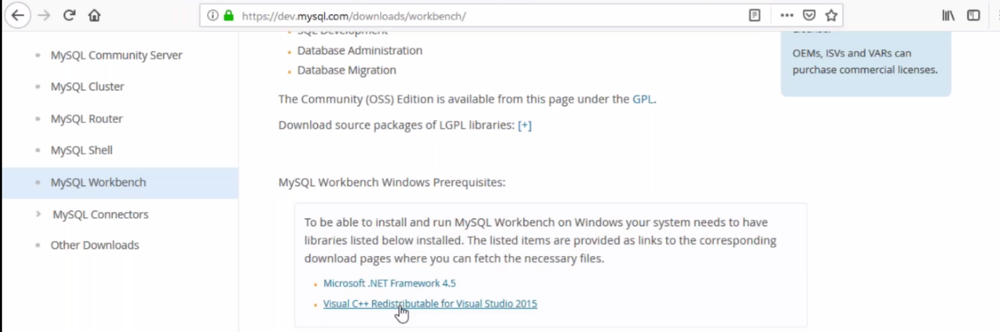 https://dev.mysql.com/downloads/workbench/
MySQL Community Server
MySQL Cluster
MySQL Router
MySQL Shell
MySQL Workbench
MySQL Connectors
Other Downloads
SQL Development
Database Administration
Database Migration
The Community (OSS) Edition is available from this page under the GPL.
Download source packages of LGPL libraries: [+]
MySQL Workbench Windows Prerequisites:
To be able to install and run MySQL Workbench on Windows your system needs to have
libraries listed below installed. The listed items are provided as links to the corresponding
download pages where you can fetch the necessary files.
Microsoft .NET Framework 4.5
Visual C++ Redistributable for Visual Studio 2015
OEMs, ISVs and VARs can
purchase commercial licenses.